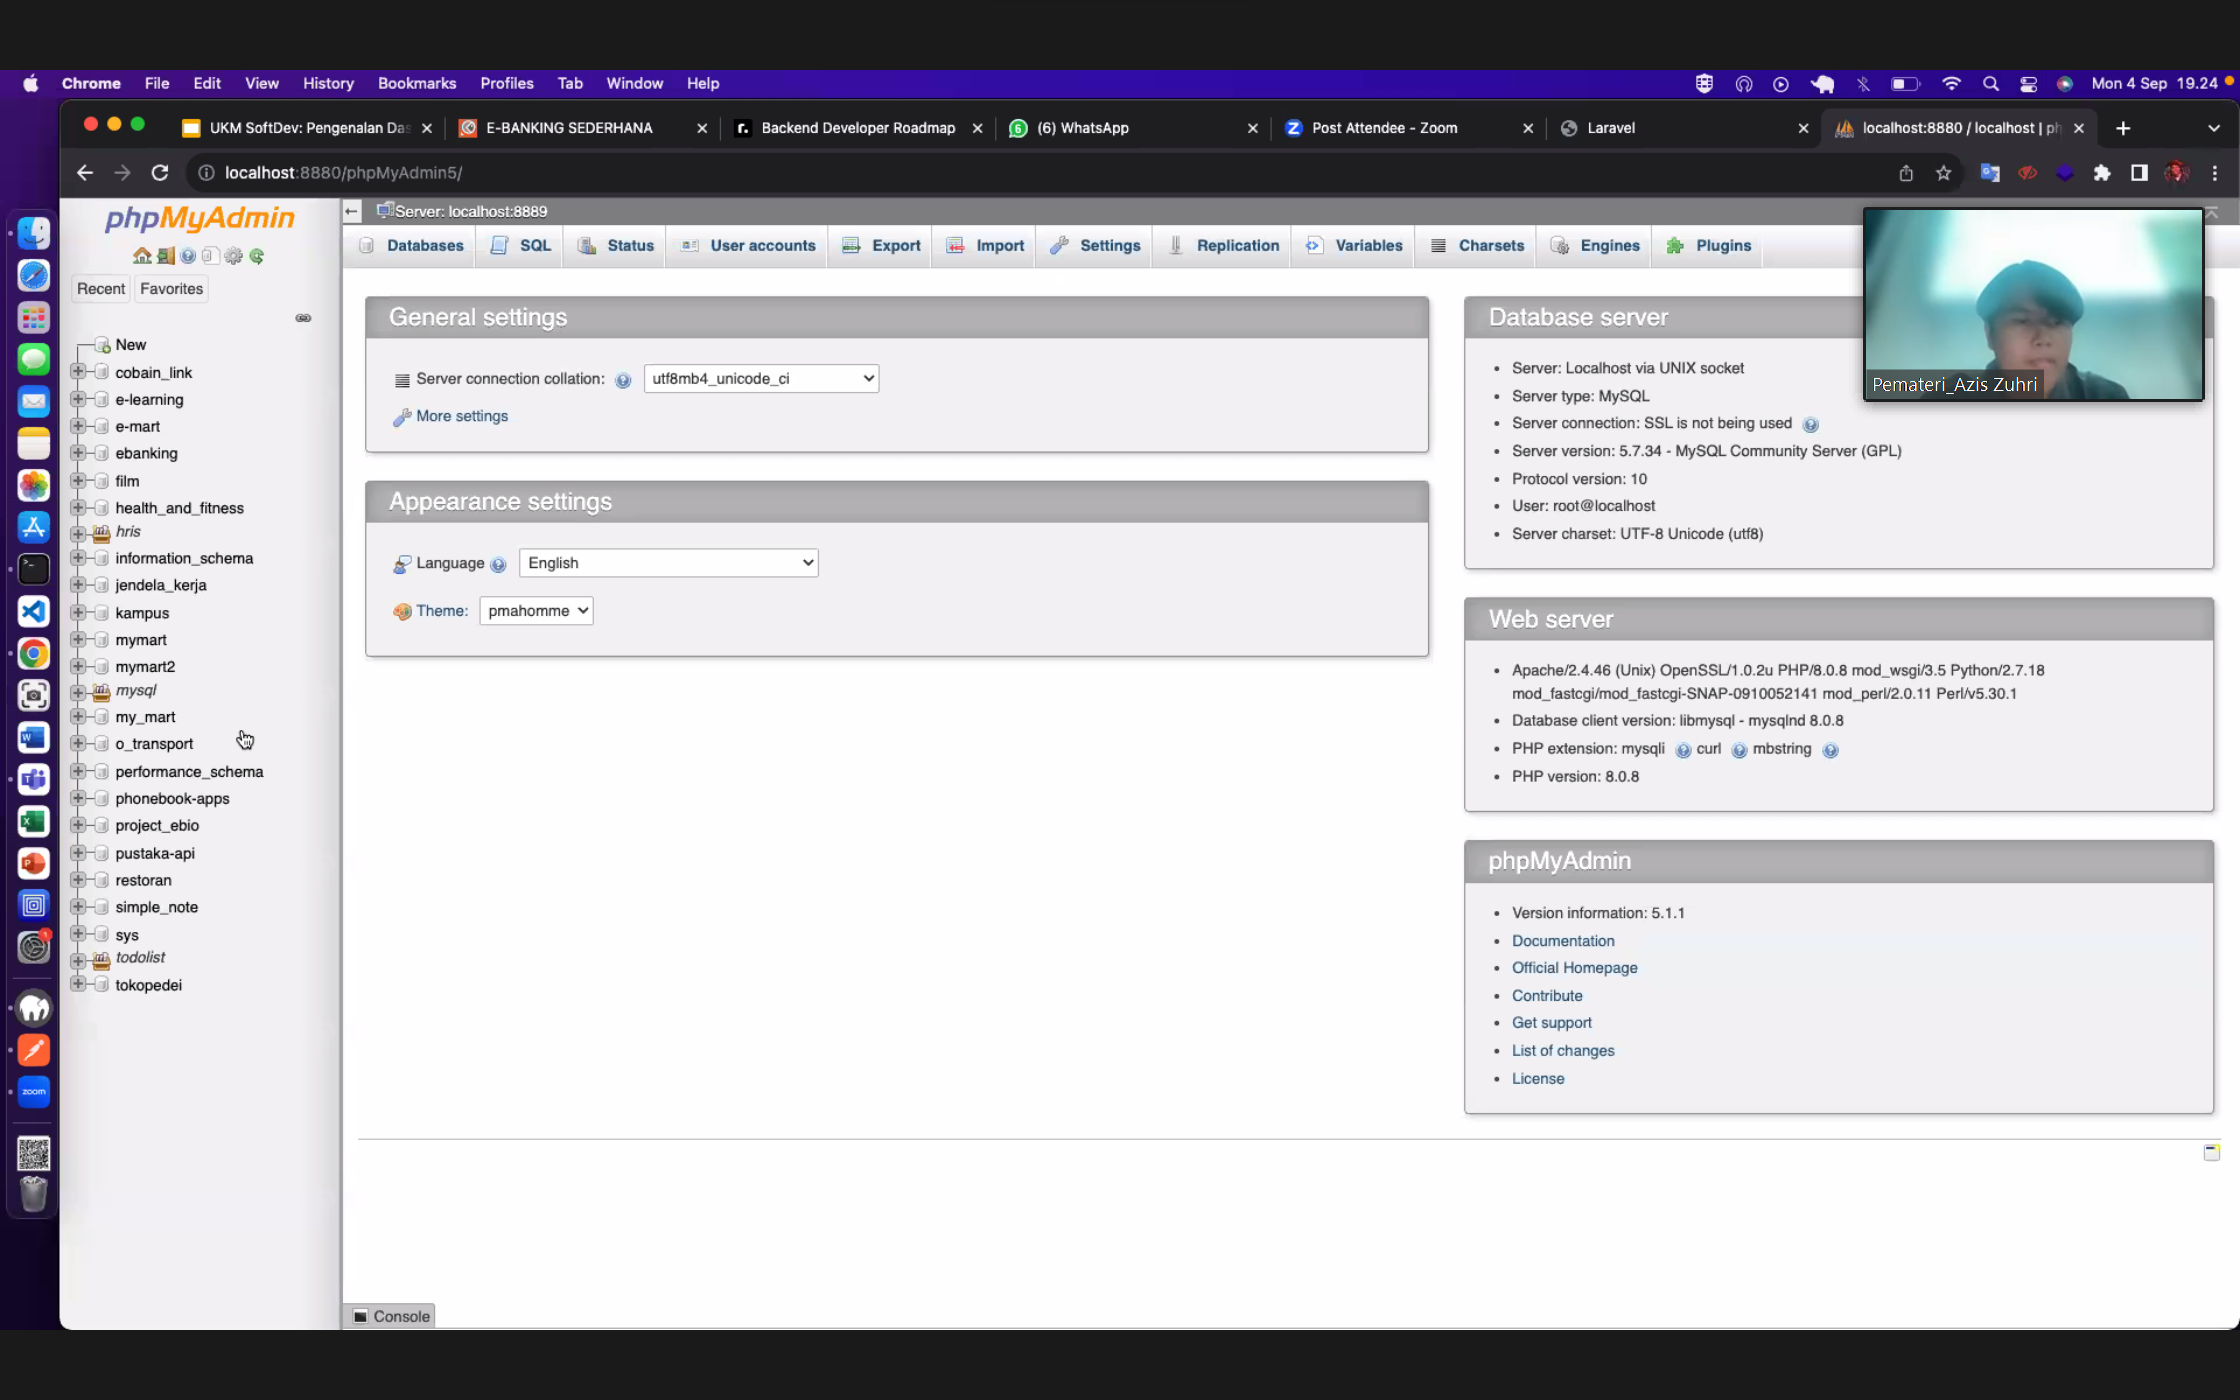 Chrome File Edit View History Bookmarks Profiles Tab Window Help
Mon 4 Sep 19.24
UKM SoftDev: Pengenalan Das
E-BANKING SEDERHANA
Backend Developer Roadmap
(6) WhatsApp
Post Attendee - Zoom
Laravel
localhost:8880 / localhost | ph
localhost:8880/phpMyAdmin5/
phpMyAdmin
Recent Favorites
New
cobain_link
e-learning
e-mart
ebanking
film
health_and_fitness
hris
information_schema
jendela_kerja
kampus
mymart
mymart2
mysql
my_mart
o_transport
performance_schema
phonebook-apps
project_ebio
pustaka-api
restoran
simple_note
sys
todolist
tokopedei
Server: localhost:8889
Databases SQL Status User accounts Export Import Settings Replication Variables Charsets Engines Plugins
General settings
Server connection collation: utf8mb4_unicode_ci
More settings
Appearance settings
Language English
Theme: pmahomme
Database server
Server: Localhost via UNIX socket
Server type: MySQL
Server connection: SSL is not being used
Server version: 5.7.34 - MySQL Community Server (GPL)
Protocol version: 10
User: root@localhost
Server charset: UTF-8 Unicode (utf8)
Pemateri_Azis Zuhri
Web server
Apache/2.4.46 (Unix) OpenSSL/1.0.2u PHP/8.0.8 mod_wsgi/3.5 Python/2.7.18
mod_fastcgi/mod_fastcgi-SNAP-0910052141 mod_perl/2.0.11 Perl/v5.30.1
Database client version: libmysql - mysqlnd 8.0.8
PHP extension: mysqli curl mbstring
PHP version: 8.0.8
phpMyAdmin
Version information: 5.1.1
Documentation
Official Homepage
Contribute
Get support
List of changes
License
Console
zoom